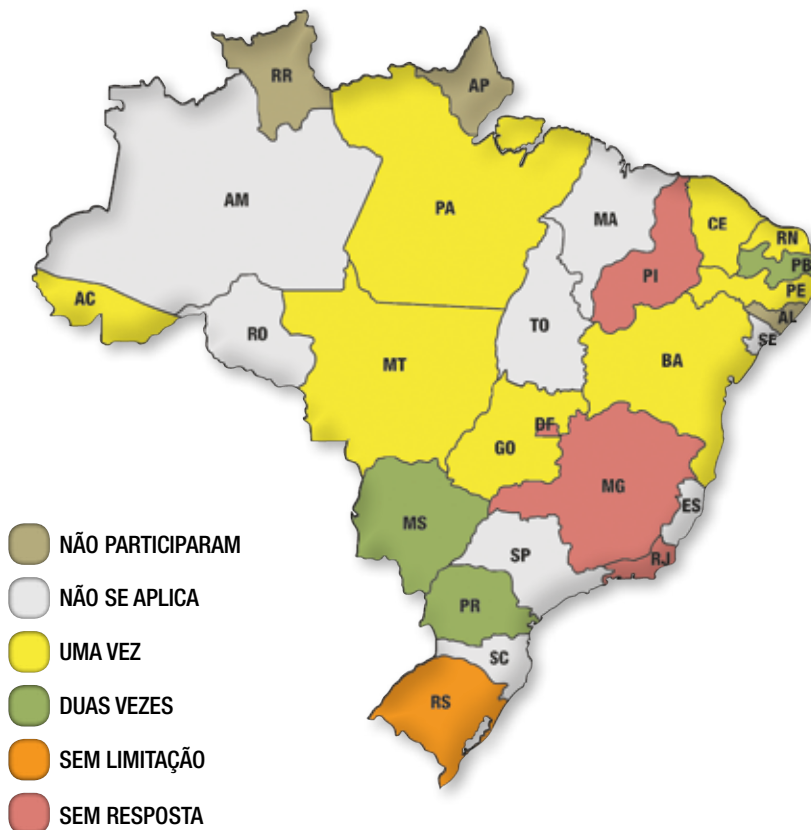 RR
AP
AM
PA
MA
CE
RN
PB
PI
PE
AC
AL
TO
SE
RO
BA
MT
DF
GO
MG
ES
MS
SP
RJ
PR
SC
RS
NÃO PARTICIPARAM
NÃO SE APLICA
UMA VEZ
DUAS VEZES
SEM LIMITAÇÃO
SEM RESPOSTA